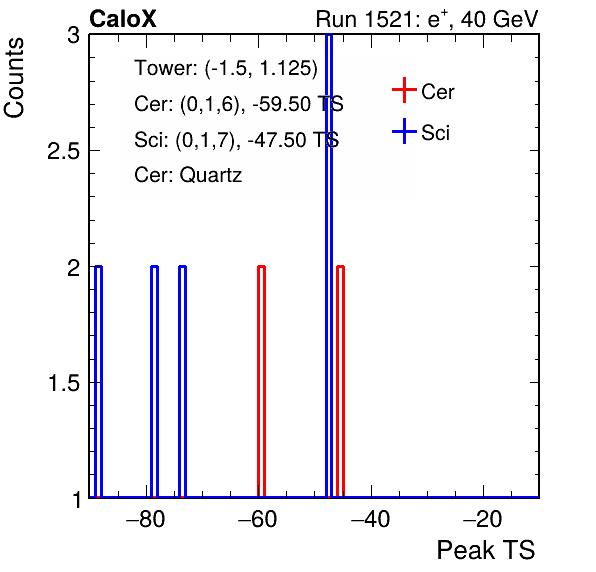 CaloX Run 1521: e+, 40 GeV
Counts
3
2.5
2
1.5
1
Tower: (-1.5, 1.125)
Cer: (0,1,6), -59.50 TS
Sci: (0,1,7), -47.50 TS
Cer: Quartz
Cer
Sci
−80 −60 −40 −20
Peak TS